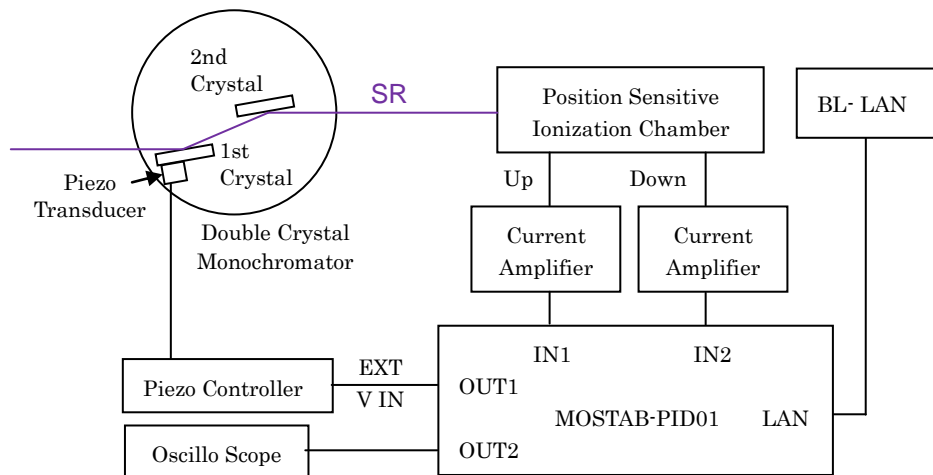 2nd
Crystal
SR
Position Sensitive
Ionization Chamber
BL- LAN
1st
Crystal
Piezo
Transducer
Up
Down
Double Crystal
Monochromator
Current
Amplifier
Current
Amplifier
IN1
IN2
EXT
Piezo Controller
V IN
OUT1
MOSTAB-PID01
LAN
Oscillo Scope
OUT2